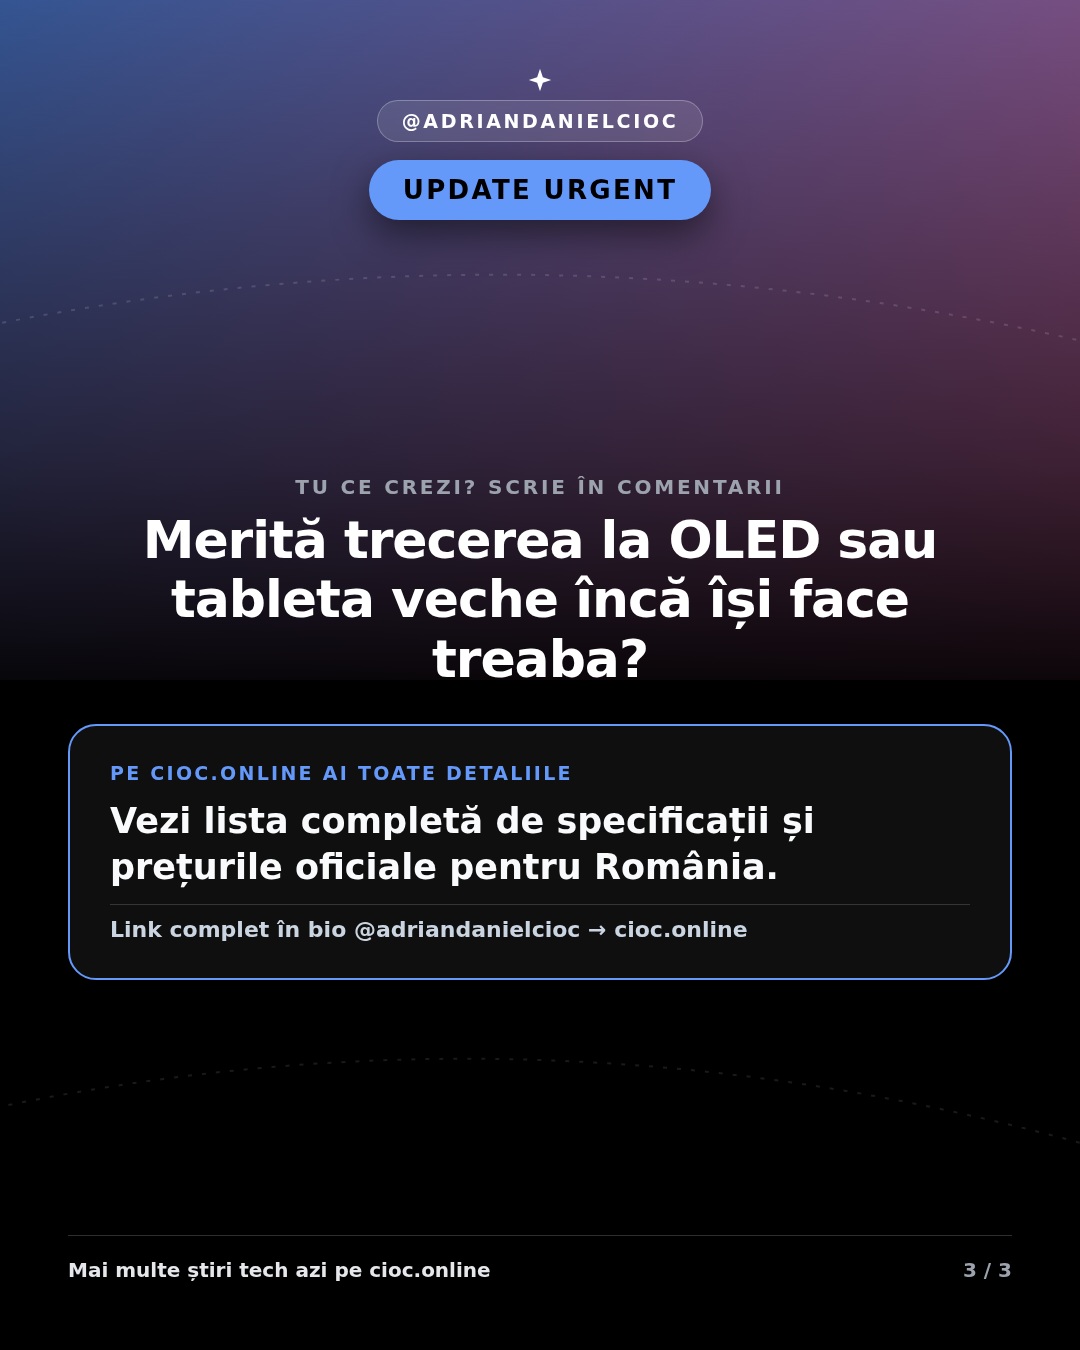 @ADRIANDANIELCIOC
UPDATE URGENT
TU CE CREZI? SCRIE ÎN COMENTARII
Merită trecerea la OLED sau
tableta veche încă își face
treaba?
PE CIOC.ONLINE AI TOATE DETALIILE
Vezi lista completă de specificații și
prețurile oficiale pentru România.
Link complet în bio @adriandanielcioc → cioc.online
Mai multe știri tech azi pe cioc.online
3 / 3